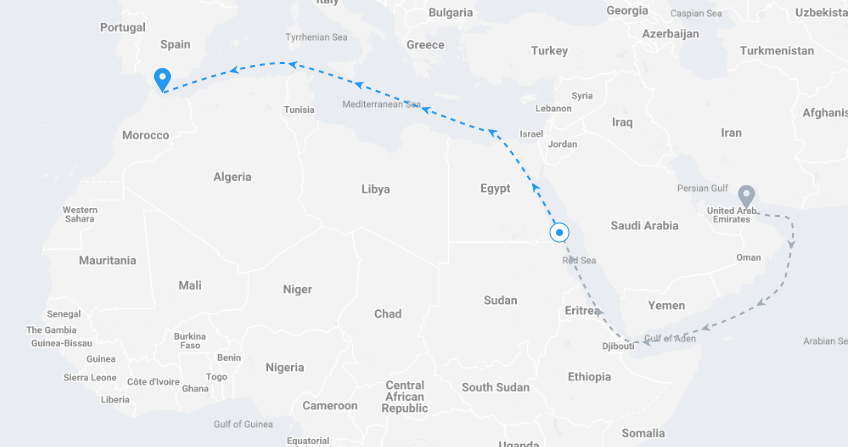 Italy
Bulgaria
Georgia
Caspian Sea
Uzbekista
Portugal
Spain
Tyrrhenian Sea
Greece
Turkey
Azerbaijan
Turkmenistan
Syria
Mediterranean Sea
Tunisia
Lebanon
Iraq
Iran
Afghanis
Morocco
Israel
Jordan
Algeria
Libya
Egypt
Persian Gulf
United Arab
Emirates
Western
Sahara
Saudi Arabia
Mauritania
Red Sea
Oman
Mali
Niger
Chad
Sudan
Eritrea
Yemen
Senegal
The Gambia
Guinea-Bissau
Burkina
Faso
Djibouti
Gulf of Aden
Arabian Se
Guinea
Benin
Nigeria
Sierra Leone
Côte d'Ivoire
Togo
Ghana
Ethiopia
South Sudan
Central
African
Republic
Liberia
Cameroon
Gulf of Guinea
Somalia
Equatorial
Uganda